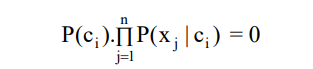 P(c_i).∏_{j=1}^{n} P(x_j | c_i) = 0